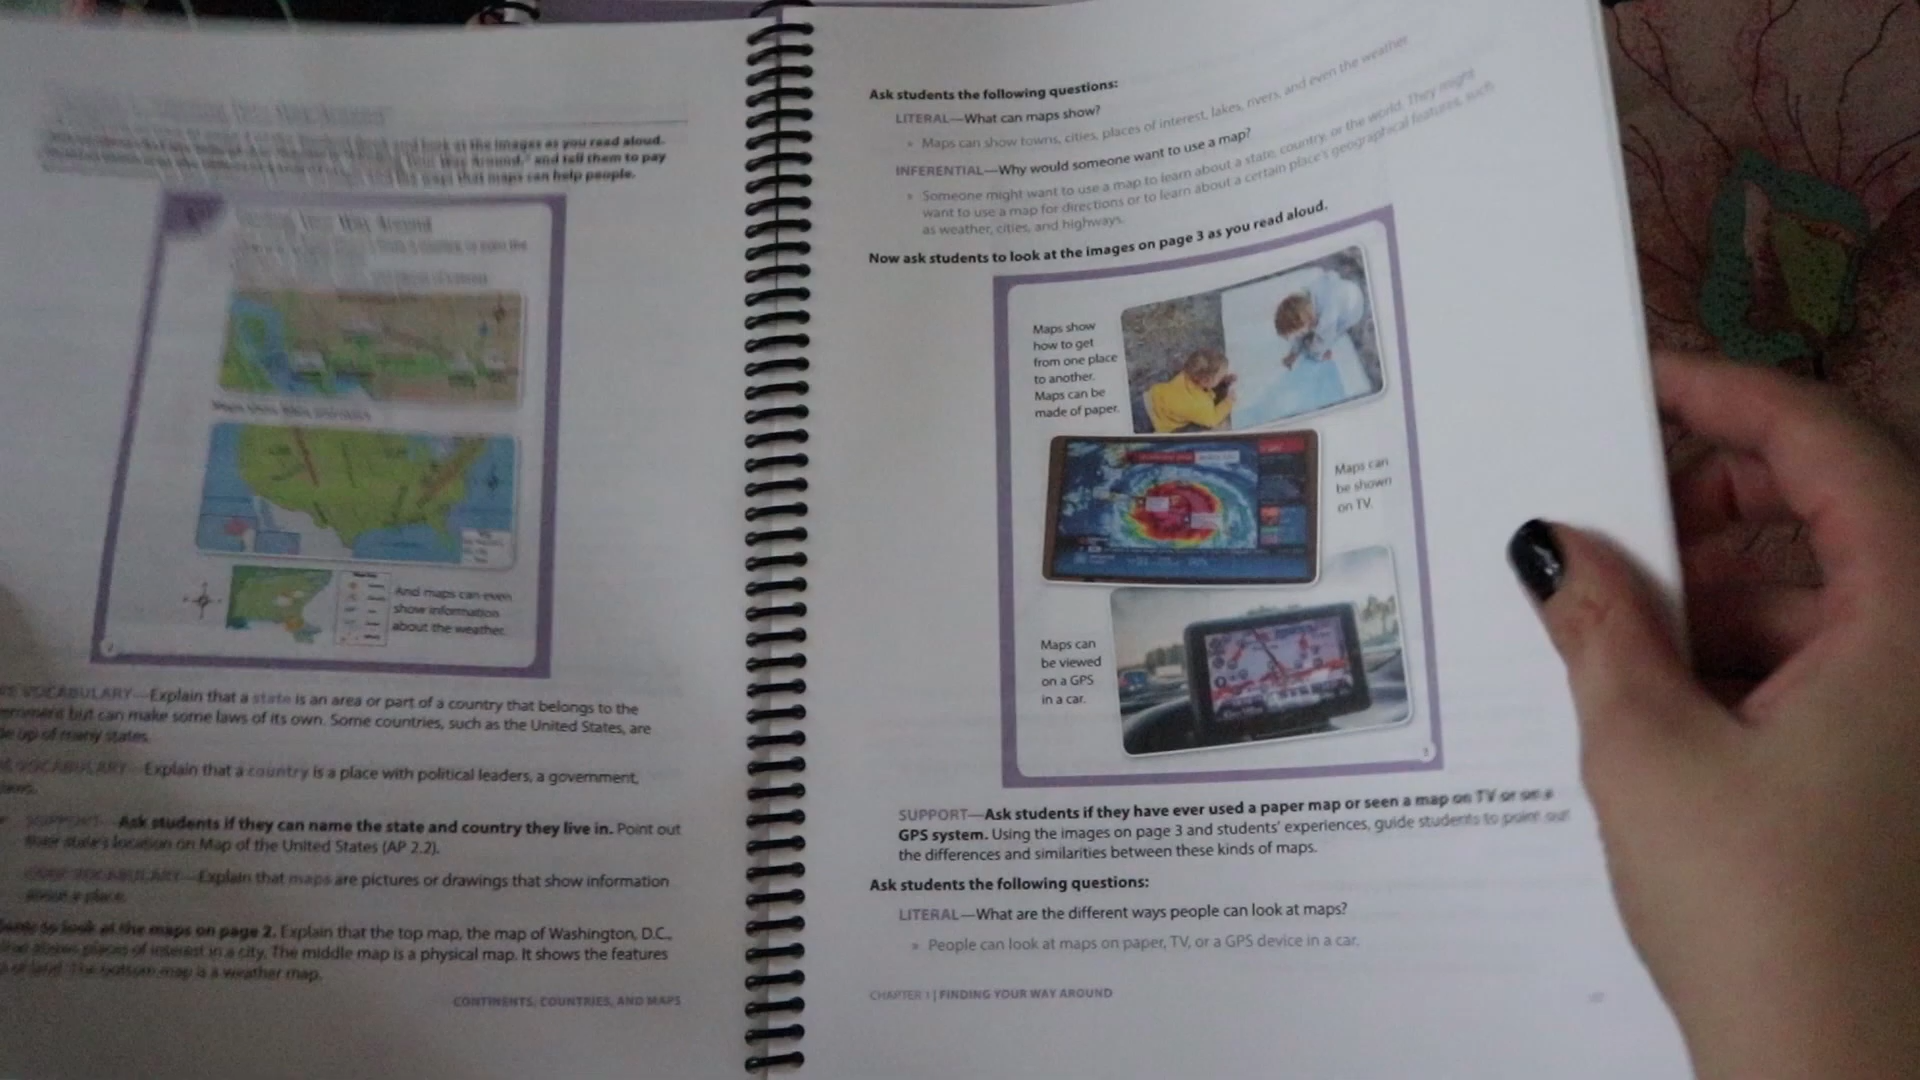 at the images as you read aloud.
and tell them to pay
that maps can help people.
Way Around
And maps can even
show information
about the weather.
VOCABULARY—Explain that a state is an area or part of a country that belongs to the
but can make some laws of its own. Some countries, such as the United States, are
up of many states.
VOCABULARY—Explain that a country is a place with political leaders, a government,
SUPPORT—Ask students if they can name the state and country they live in. Point out
location on Map of the United States (AP 2.2).
VOCABULARY—Explain that maps are pictures or drawings that show information
about a place.
to look at the maps on page 2. Explain that the top map, the map of Washington, D.C.,
places of interest in a city. The middle map is a physical map. It shows the features
of land. The bottom map is a weather map.
CONTINENTS, COUNTRIES, AND MAPS
Ask students the following questions:
LITERAL—What can maps show?
» Maps can show towns, cities, places of interest, lakes, rivers, and even the weather.
INFERENTIAL—Why would someone want to use a map?
» Someone might want to use a map to learn about a state, country, or the world. They might
want to use a map for directions or to learn about a certain place's geographical features, such
as weather, cities, and highways.
Now ask students to look at the images on page 3 as you read aloud.
Maps show
how to get
from one place
to another.
Maps can be
made of paper.
Maps can
be shown
on TV.
Maps can
be viewed
on a GPS
in a car.
3
SUPPORT—Ask students if they have ever used a paper map or seen a map on TV or on a
GPS system. Using the images on page 3 and students' experiences, guide students to point out
the differences and similarities between these kinds of maps.
Ask students the following questions:
LITERAL—What are the different ways people can look at maps?
» People can look at maps on paper, TV, or a GPS device in a car.
CHAPTER 1 | FINDING YOUR WAY AROUND